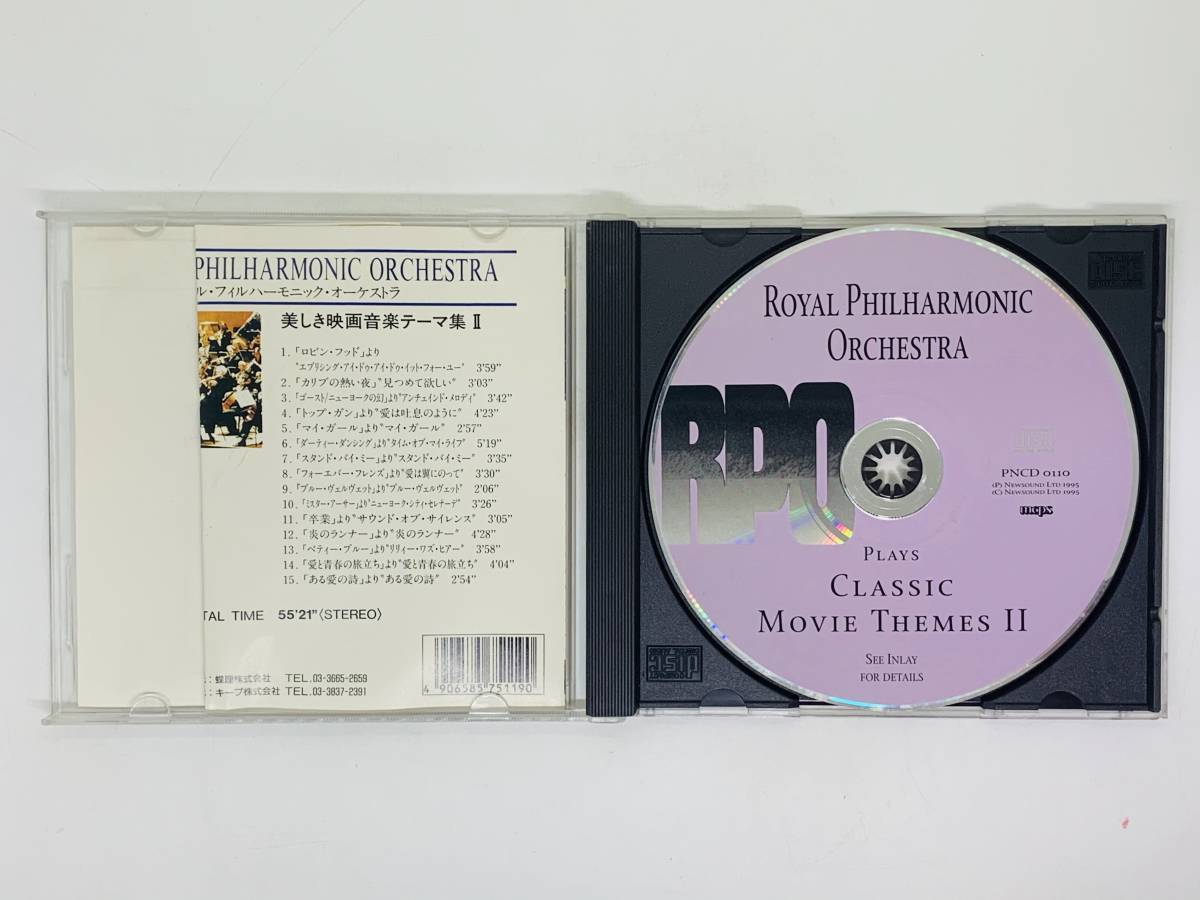 PHILHARMONIC ORCHESTRA
ル・フィルハーモニック・オーケストラ
美しき映画音楽テーマ集 II
1.「ロビン・フッド」より
"エブリシング・アイ・ドゥ・アイ・ドゥ・イット・フォー・ユー" 3'59"
2.「カリブの熱い夜」"見つめて欲しい" 3'03"
3.「ゴースト/ニューヨークの幻」より"アンチェインド・メロディ" 3'42"
4.「トップ・ガン」より"愛は吐息のように" 4'23"
5.「マイ・ガール」より"マイ・ガール" 2'57"
6.「ダーティー・ダンシング」より"タイム・オブ・マイ・ライフ" 5'19"
7.「スタンド・バイ・ミー」より"スタンド・バイ・ミー" 3'35"
8.「フォーエバー・フレンズ」より"愛は翼にのって" 3'30"
9.「ブルー・ヴェルヴェット」より"ブルー・ヴェルヴェッド" 2'06"
10.「ミスター・アーサー」より"ニューヨーク・シティ・セレナーデ" 3'26"
11.「卒業」より"サウンド・オブ・サイレンス" 3'05"
12.「炎のランナー」より"炎のランナー" 4'28"
13.「ベティー・ブルー」より"リリィー・ワズ・ヒアー" 3'58"
14.「愛と青春の旅立ち」より"愛と青春の旅立ち" 4'04"
15.「ある愛の詩」より"ある愛の詩" 2'54"
TAL TIME 55'21"〈STEREO〉
:蝶理株式会社 TEL.03-3665-2659
:キープ株式会社 TEL.03-3837-2391
4 906585 751190
ROYAL PHILHARMONIC
ORCHESTRA
RPO
PNCD 0110
(P) NEWSOUND LTD 1995
(C) NEWSOUND LTD 1995
mcps
PLAYS
CLASSIC
MOVIE THEMES II
SEE INLAY
FOR DETAILS
disc